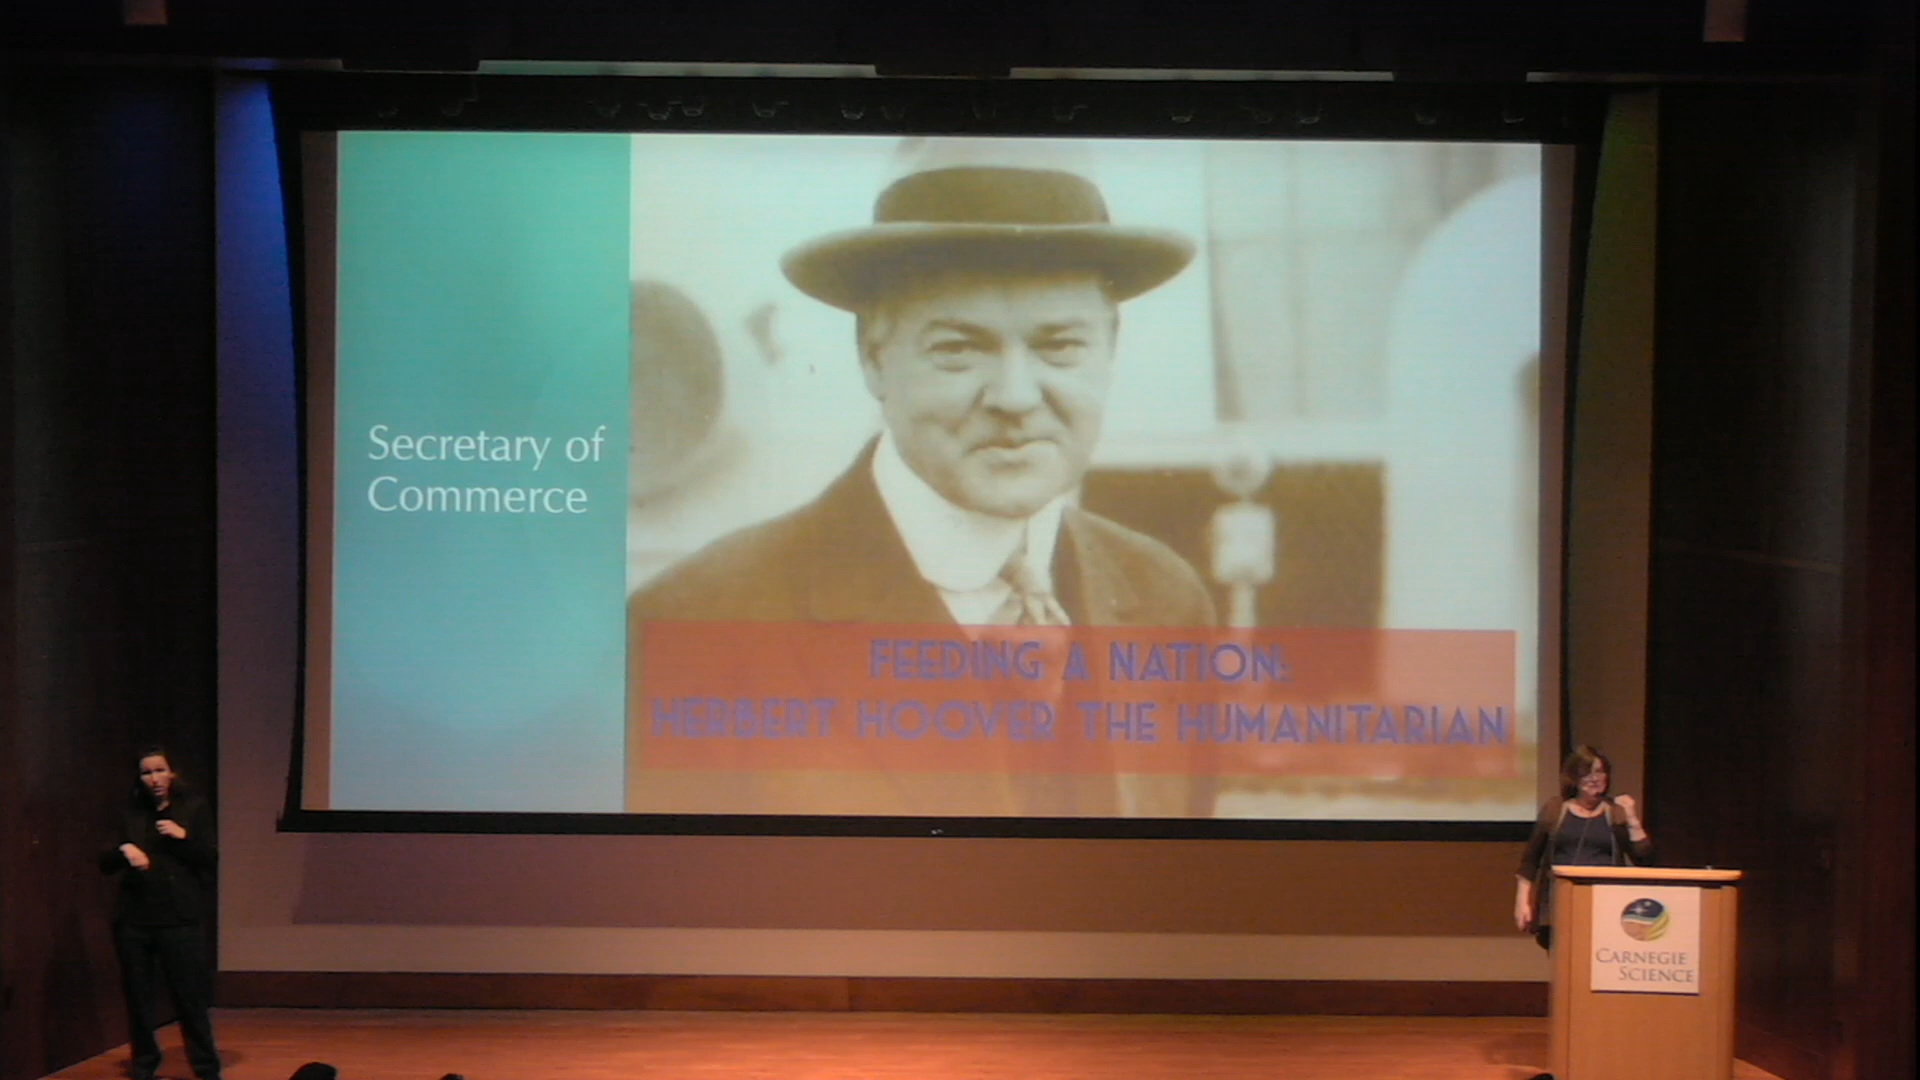 Secretary of
Commerce
FEEDING A NATION:
HERBERT HOOVER THE HUMANITARIAN
CARNEGIE
SCIENCE